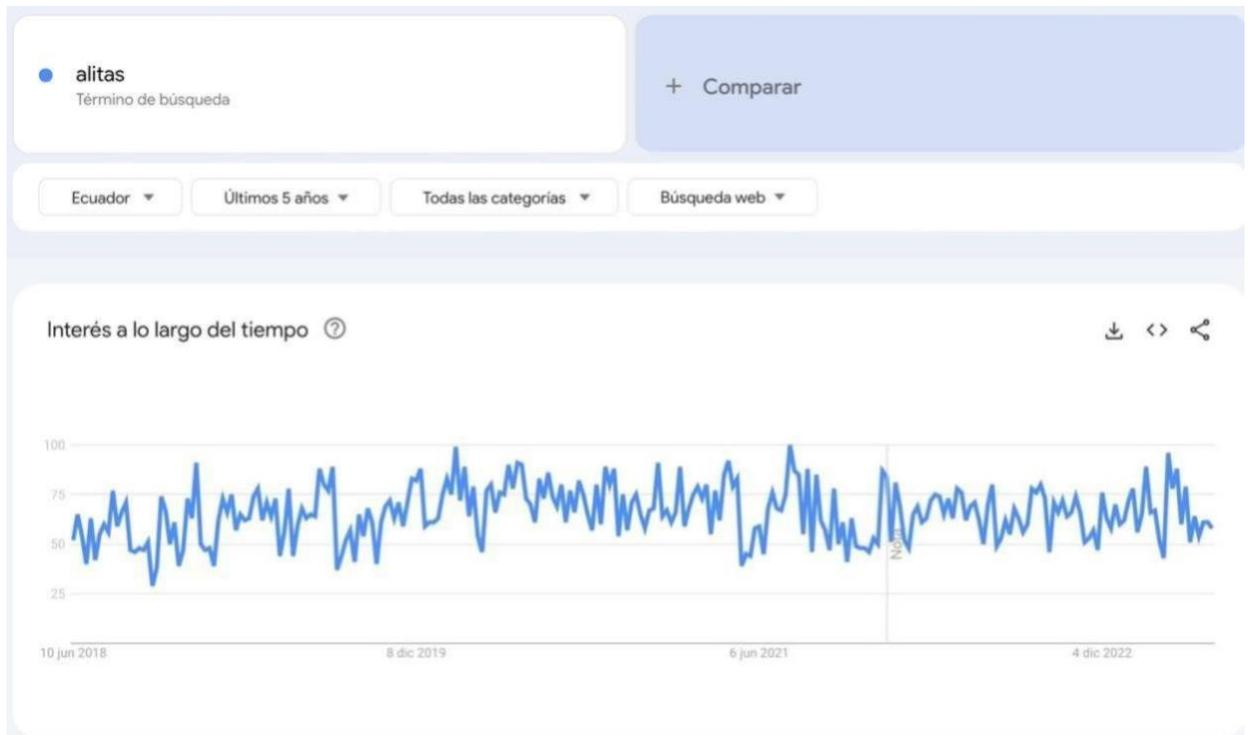 alitas
Término de búsqueda
+ Comparar
Ecuador
Últimos 5 años
Todas las categorías
Búsqueda web
Interés a lo largo del tiempo
100
75
50
25
Nota
10 jun 2018
8 dic 2019
6 jun 2021
4 dic 2022